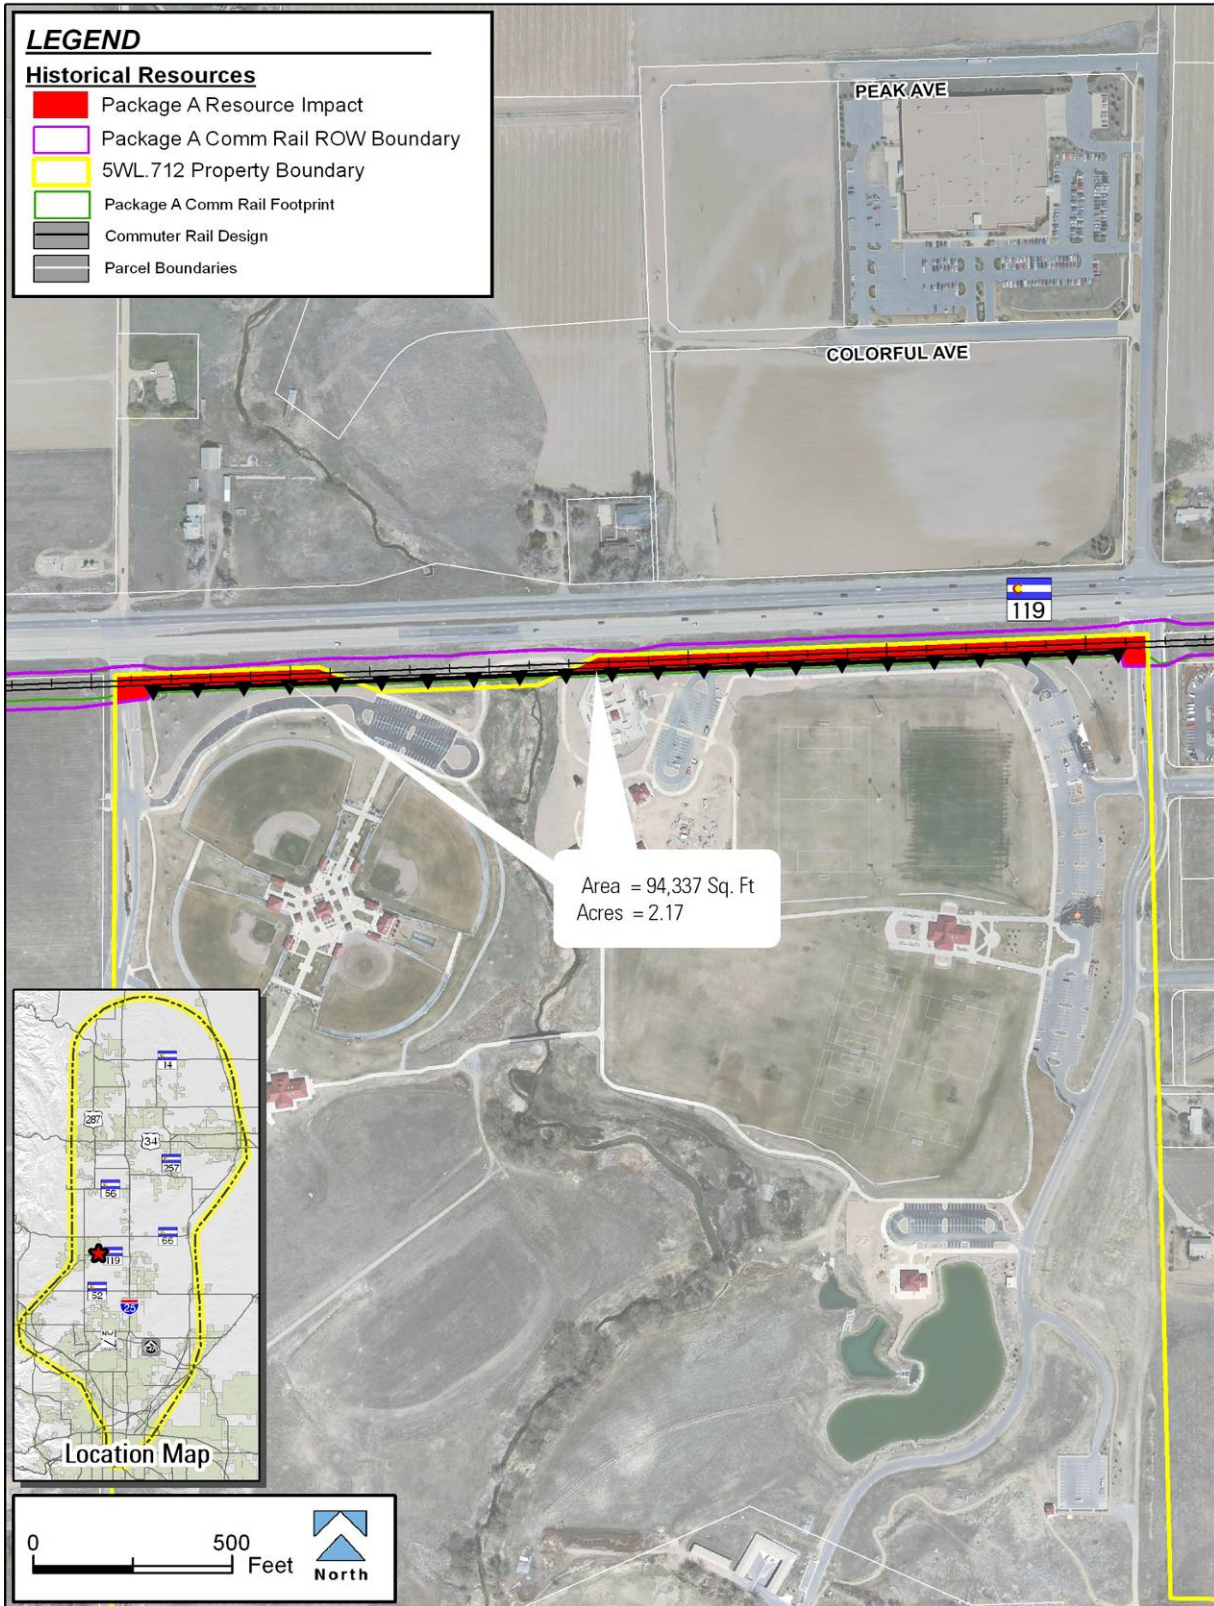 LEGEND
Historical Resources
Package A Resource Impact
Package A Comm Rail ROW Boundary
5WL.712 Property Boundary
Package A Comm Rail Footprint
Commuter Rail Design
Parcel Boundaries
PEAK AVE
COLORFUL AVE
119
Area = 94,337 Sq. Ft
Acres = 2.17
14
287
34
257
56
66
119
52
25
Location Map
0 500
Feet
North